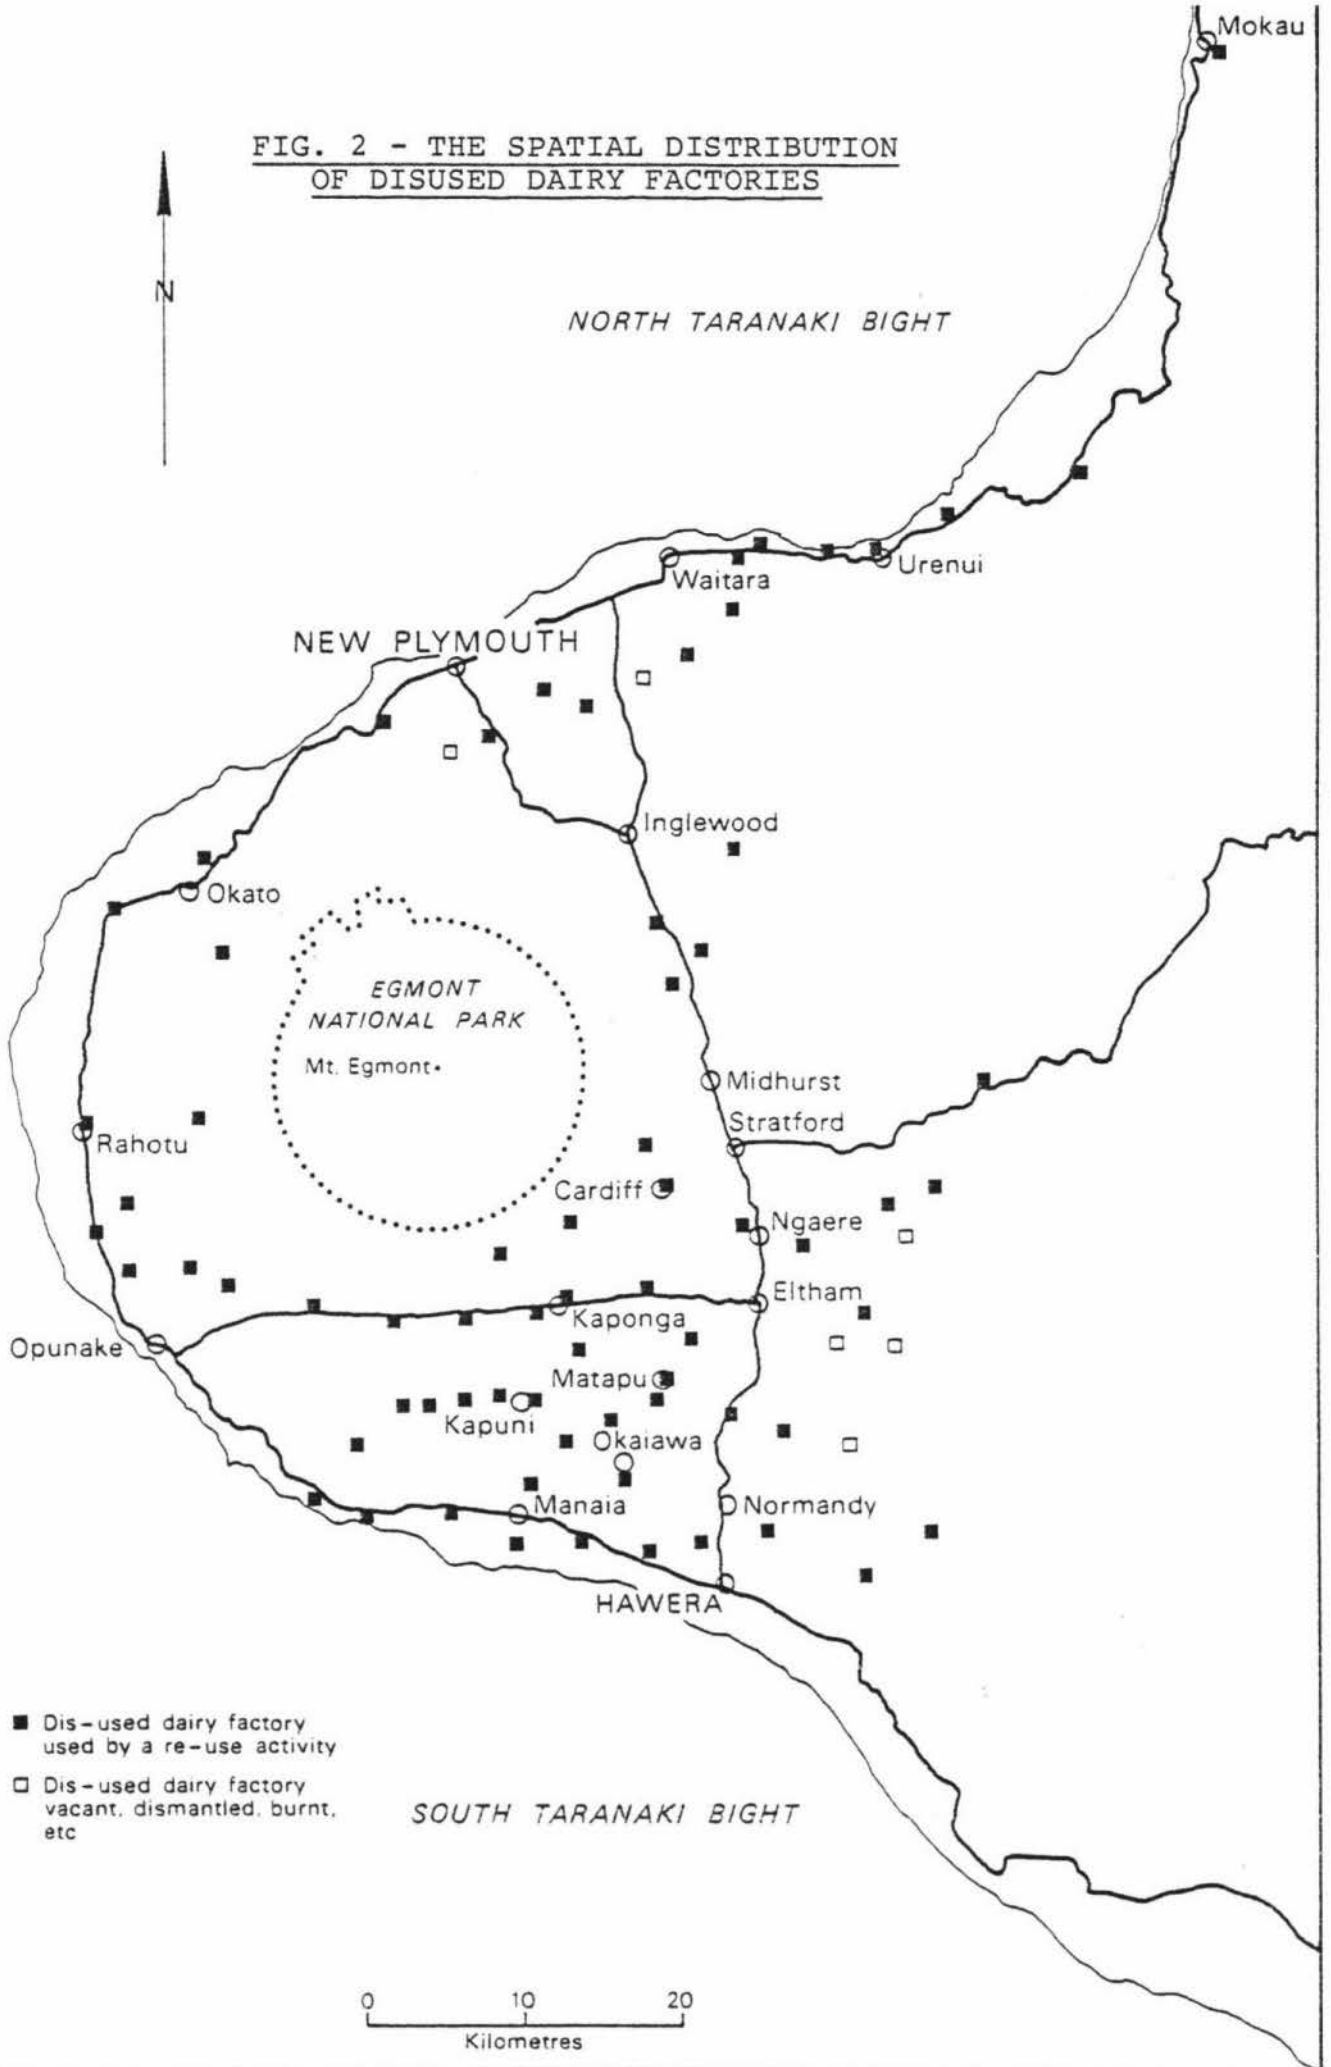 Mokau
FIG. 2 - THE SPATIAL DISTRIBUTION
OF DISUSED DAIRY FACTORIES
N
NORTH TARANAKI BIGHT
Urenui
Waitara
NEW PLYMOUTH
Inglewood
Okato
EGMONT
NATIONAL PARK
Mt. Egmont
Midhurst
Stratford
Rahotu
Cardiff
Ngaere
Eltham
Kaponga
Opunake
Matapu
Kapuni
Okaiawa
Manaia
Normandy
HAWERA
Dis-used dairy factory
used by a re-use activity
Dis-used dairy factory
vacant, dismantled, burnt,
etc
SOUTH TARANAKI BIGHT
0 10 20
Kilometres